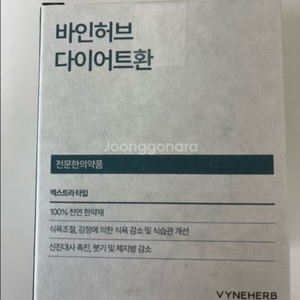 바인허브
다이어트환
Joonggonara
전문한의약품
엑스트라 타입
100% 천연 한약재
식욕조절, 감정에 의한 식욕 감소 및 식습관 개선
신진대사 촉진, 붓기 및 체지방 감소
VYNEHERB